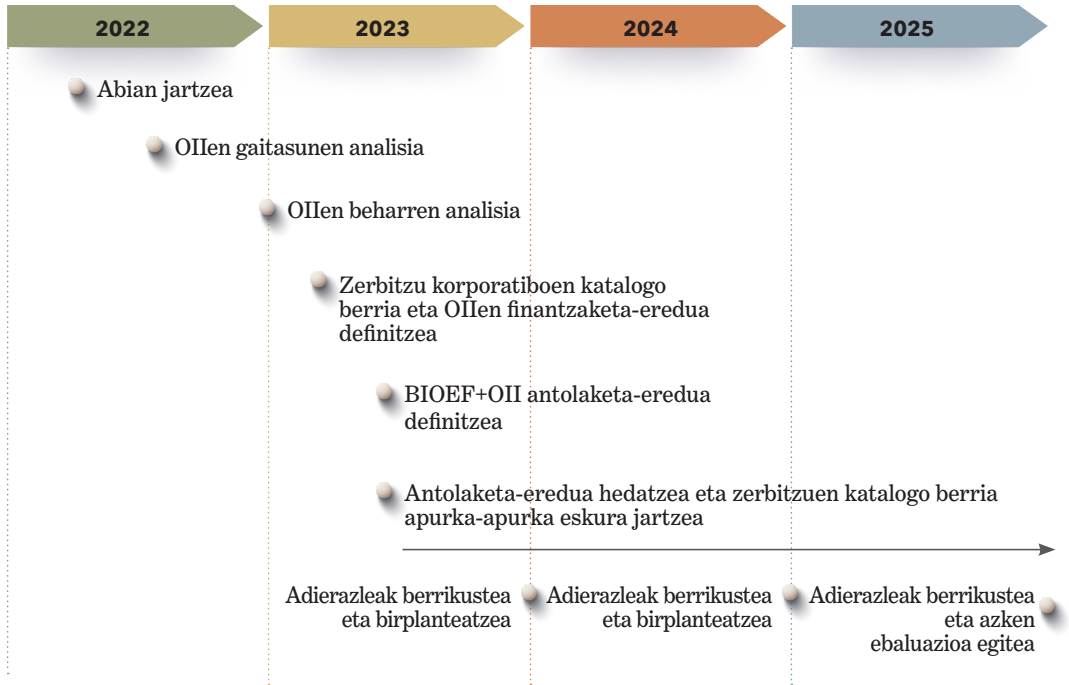 2022
2023
2024
2025
Abian jartzea
OIIen gaitasunen analisia
OIIen beharren analisia
Zerbitzu korporatiboen katalogo
berria eta OIIen finantzaketa-eredua
definitzea
BIOEF+OII antolaketa-eredua
definitzea
Antolaketa-eredua hedatzea eta zerbitzuen katalogo berria
apurka-apurka eskura jartzea
Adierazleak berrikustea
eta birplanteatzea
Adierazleak berrikustea
eta birplanteatzea
Adierazleak berrikustea
eta azken
ebaluazioa egitea